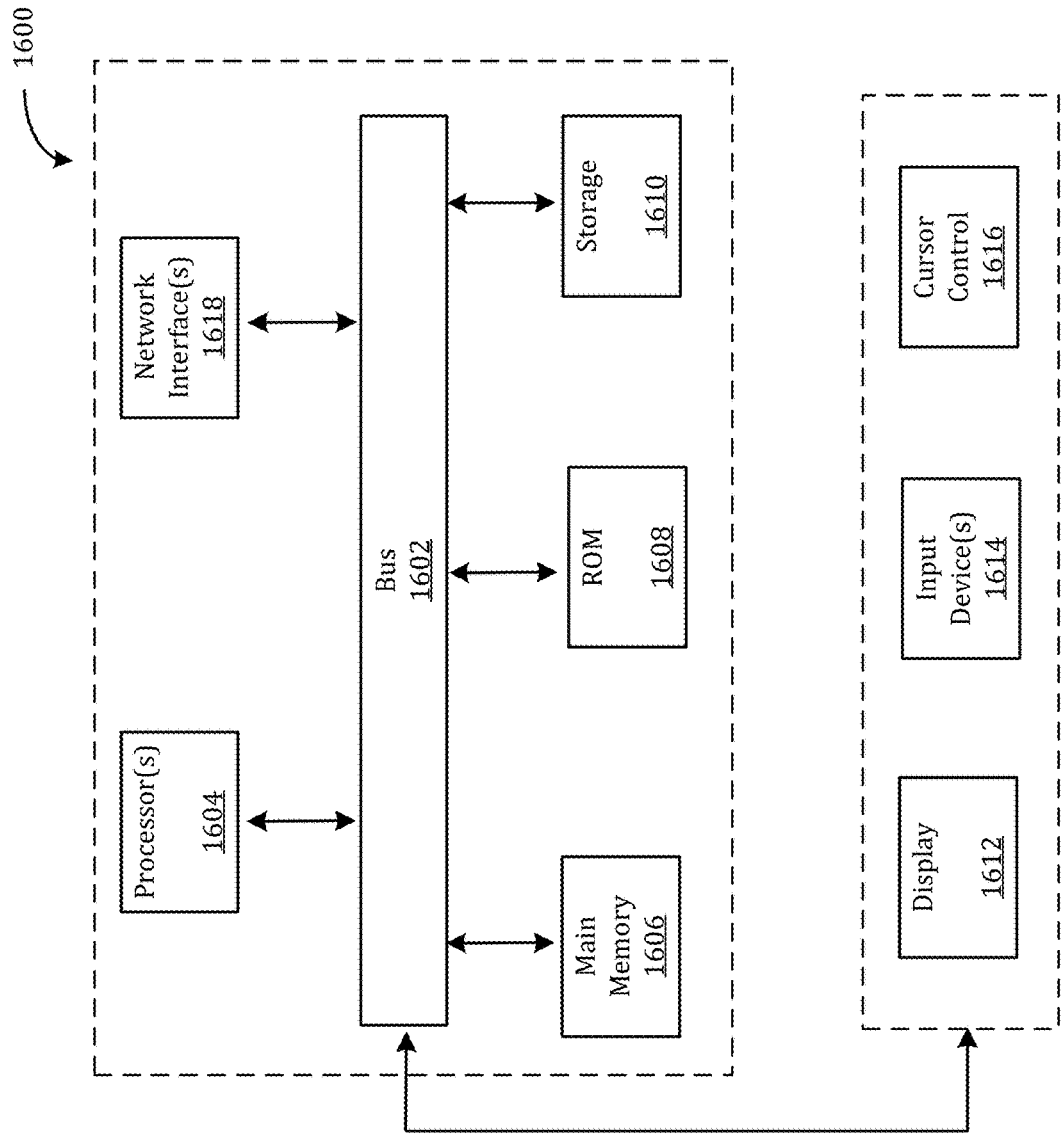 1600
Processor(s)
1604
Network
Interface(s)
1618
Bus
1602
Main
Memory
1606
ROM
1608
Storage
1610
Display
1612
Input
Device(s)
1614
Cursor
Control
1616